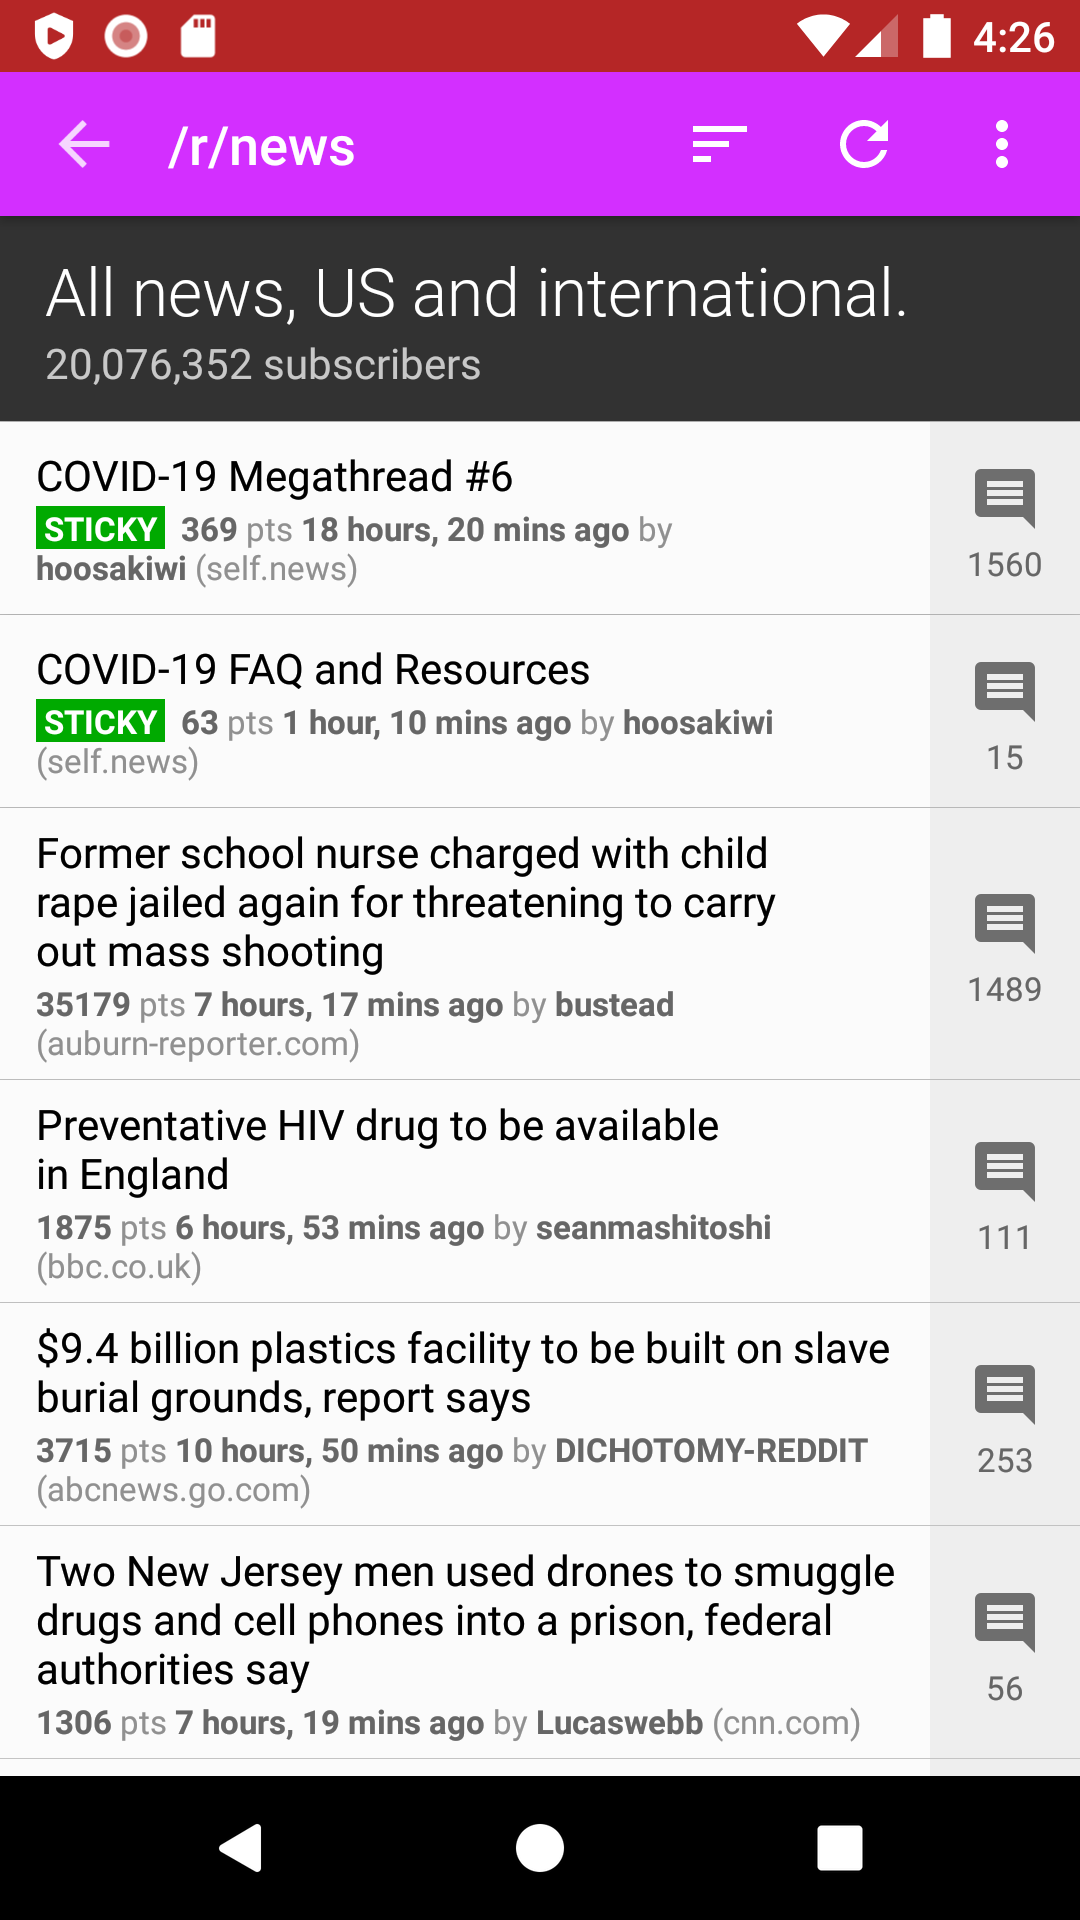 4:26
/r/news
All news, US and international.
20,076,352 subscribers
COVID-19 Megathread #6
STICKY 369 pts 18 hours, 20 mins ago by
hoosakiwi (self.news)
1560
COVID-19 FAQ and Resources
STICKY 63 pts 1 hour, 10 mins ago by hoosakiwi
(self.news)
15
Former school nurse charged with child
rape jailed again for threatening to carry
out mass shooting
35179 pts 7 hours, 17 mins ago by bustead
(auburn-reporter.com)
1489
Preventative HIV drug to be available
in England
1875 pts 6 hours, 53 mins ago by seanmashitoshi
(bbc.co.uk)
111
$9.4 billion plastics facility to be built on slave
burial grounds, report says
3715 pts 10 hours, 50 mins ago by DICHOTOMY-REDDIT
(abcnews.go.com)
253
Two New Jersey men used drones to smuggle
drugs and cell phones into a prison, federal
authorities say
1306 pts 7 hours, 19 mins ago by Lucaswebb (cnn.com)
56